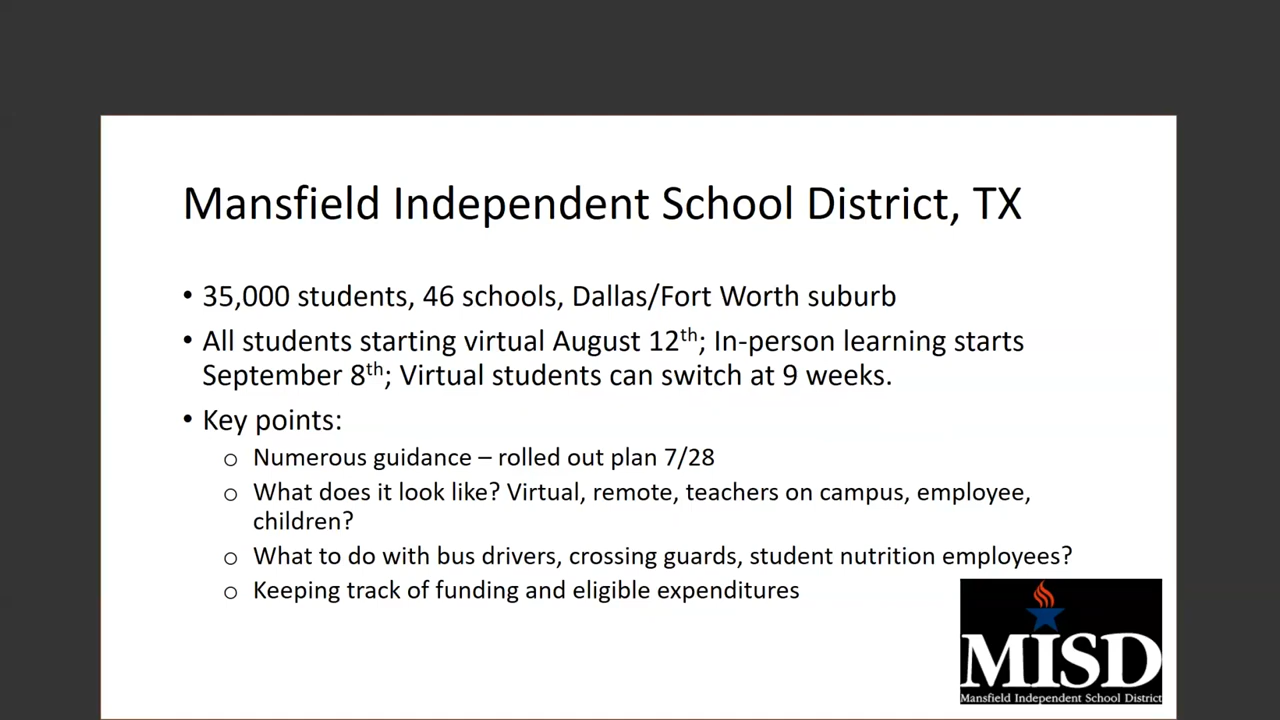 Mansfield Independent School District, TX
• 35,000 students, 46 schools, Dallas/Fort Worth suburb
• All students starting virtual August 12th; In-person learning starts
September 8th; Virtual students can switch at 9 weeks.
• Key points:
o Numerous guidance – rolled out plan 7/28
o What does it look like? Virtual, remote, teachers on campus, employee,
children?
o What to do with bus drivers, crossing guards, student nutrition employees?
o Keeping track of funding and eligible expenditures
MISD
Mansfield Independent School District